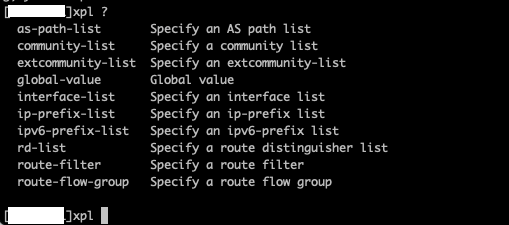 [ ]xpl ?
as-path-list Specify an AS path list
community-list Specify a community list
extcommunity-list Specify an extcommunity-list
global-value Global value
interface-list Specify an interface list
ip-prefix-list Specify an ip-prefix list
ipv6-prefix-list Specify an ipv6-prefix list
rd-list Specify a route distinguisher list
route-filter Specify a route filter
route-flow-group Specify a route flow group
[ ]xpl